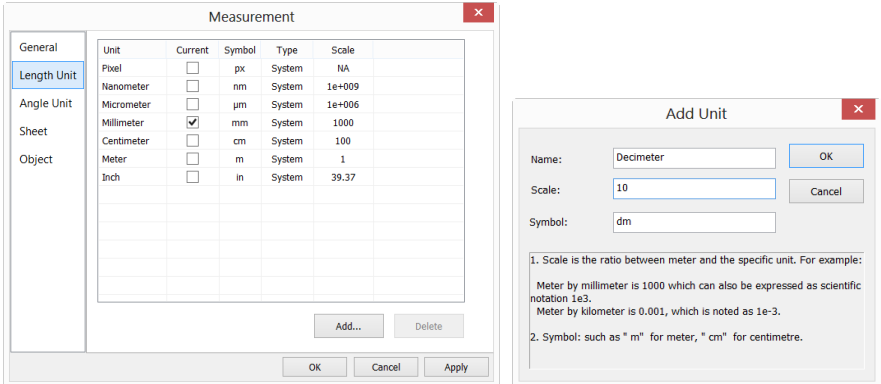 Measurement
General
Length Unit
Angle Unit
Sheet
Object
Unit Current Symbol Type Scale
Pixel px System NA
Nanometer nm System 1e+009
Micrometer µm System 1e+006
Millimeter mm System 1000
Centimeter cm System 100
Meter m System 1
Inch in System 39.37
Add... Delete
OK Cancel Apply
Add Unit
Name: Decimeter OK
Scale: 10 Cancel
Symbol: dm
1. Scale is the ratio between meter and the specific unit. For example:
Meter by millimeter is 1000 which can also be expressed as scientific
notation 1e3.
Meter by kilometer is 0.001, which is noted as 1e-3.
2. Symbol: such as " m" for meter, " cm" for centimetre.